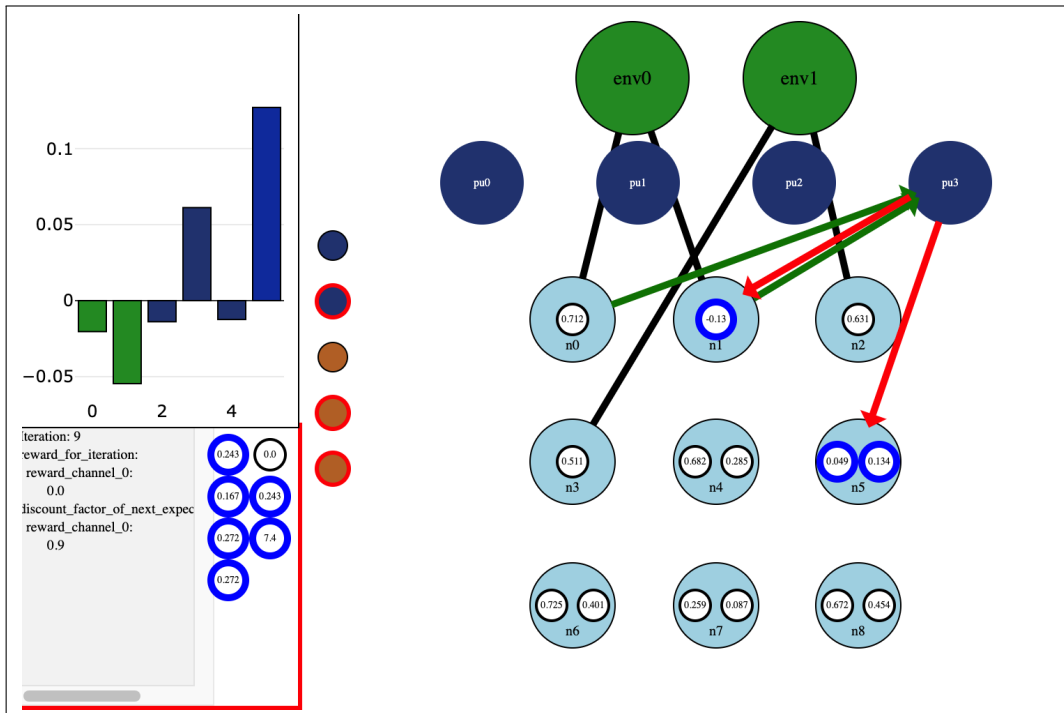 env0 env1
pu0 pu1 pu2 pu3
0.1
0.05
0
−0.05
0 2 4
0.712 -0.13 0.631
n0 n1 n2
0.511 0.682 0.285 0.049 0.134
n3 n4 n5
0.725 0.401 0.259 0.087 0.672 0.454
n6 n7 n8
iteration: 9
reward_for_iteration:
reward_channel_0:
0.0
discount_factor_of_next_expec
reward_channel_0:
0.9
0.243 0.0
0.167 0.243
0.272 7.4
0.272